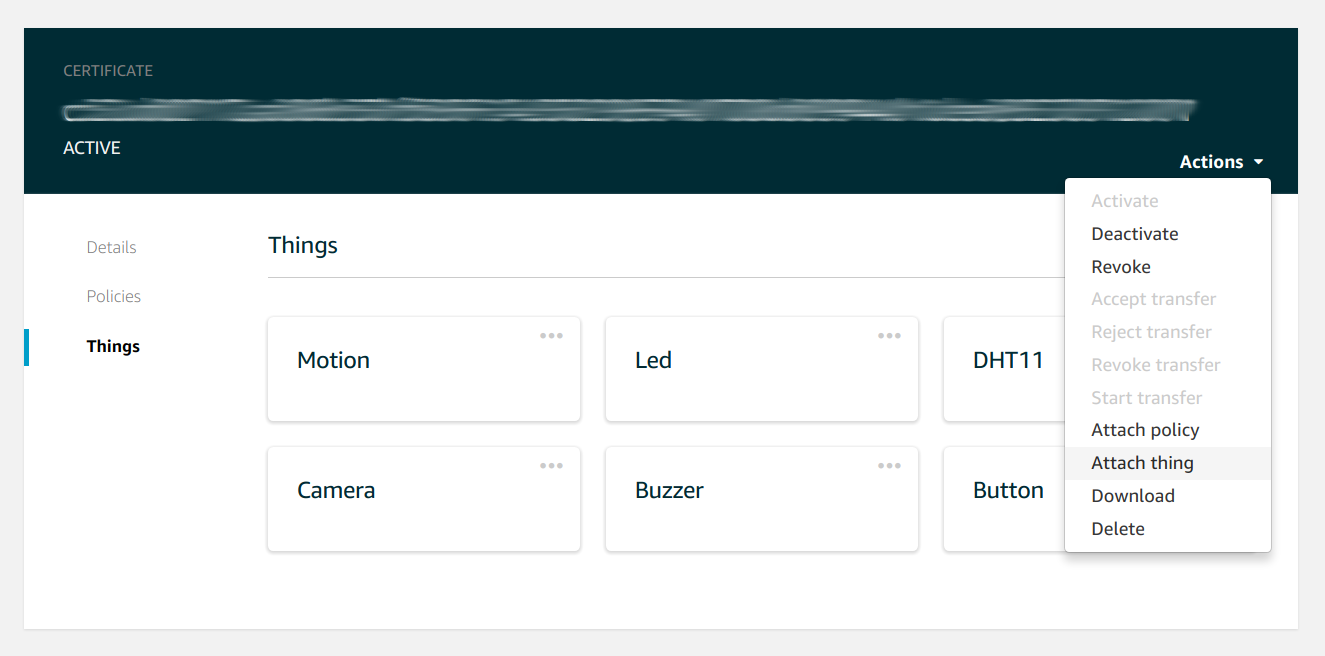 CERTIFICATE
ACTIVE
Actions
Activate
Deactivate
Revoke
Accept transfer
Reject transfer
Revoke transfer
Start transfer
Attach policy
Attach thing
Download
Delete
Details
Policies
Things
Things
Motion
Led
DHT11
Camera
Buzzer
Button